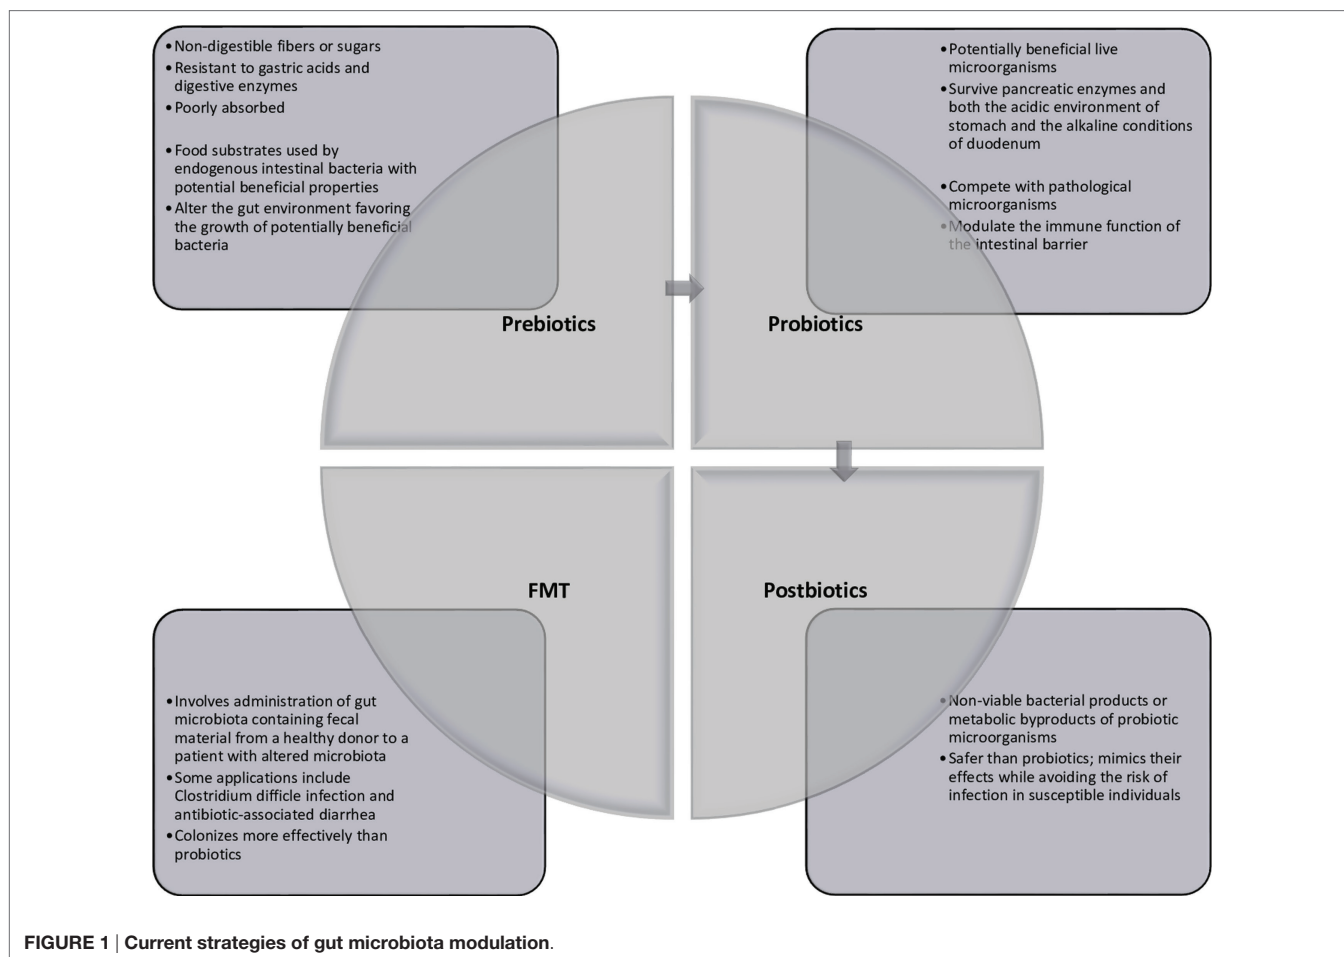 • Non-digestible fibers or sugars
• Resistant to gastric acids and
digestive enzymes
• Poorly absorbed
• Food substrates used by
endogenous intestinal bacteria with
potential beneficial properties
• Alter the gut environment favoring
the growth of potentially beneficial
bacteria
• Potentially beneficial live
microorganisms
• Survive pancreatic enzymes and
both the acidic environment of
stomach and the alkaline conditions
of duodenum
• Compete with pathological
microorganisms
• Modulate the immune function of
the intestinal barrier
Prebiotics
Probiotics
FMT
Postbiotics
• Involves administration of gut
microbiota containing fecal
material from a healthy donor to a
patient with altered microbiota
• Some applications include
Clostridium difficle infection and
antibiotic-associated diarrhea
• Colonizes more effectively than
probiotics
• Non-viable bacterial products or
metabolic byproducts of probiotic
microorganisms
• Safer than probiotics; mimics their
effects while avoiding the risk of
infection in susceptible individuals
FIGURE 1 | Current strategies of gut microbiota modulation.